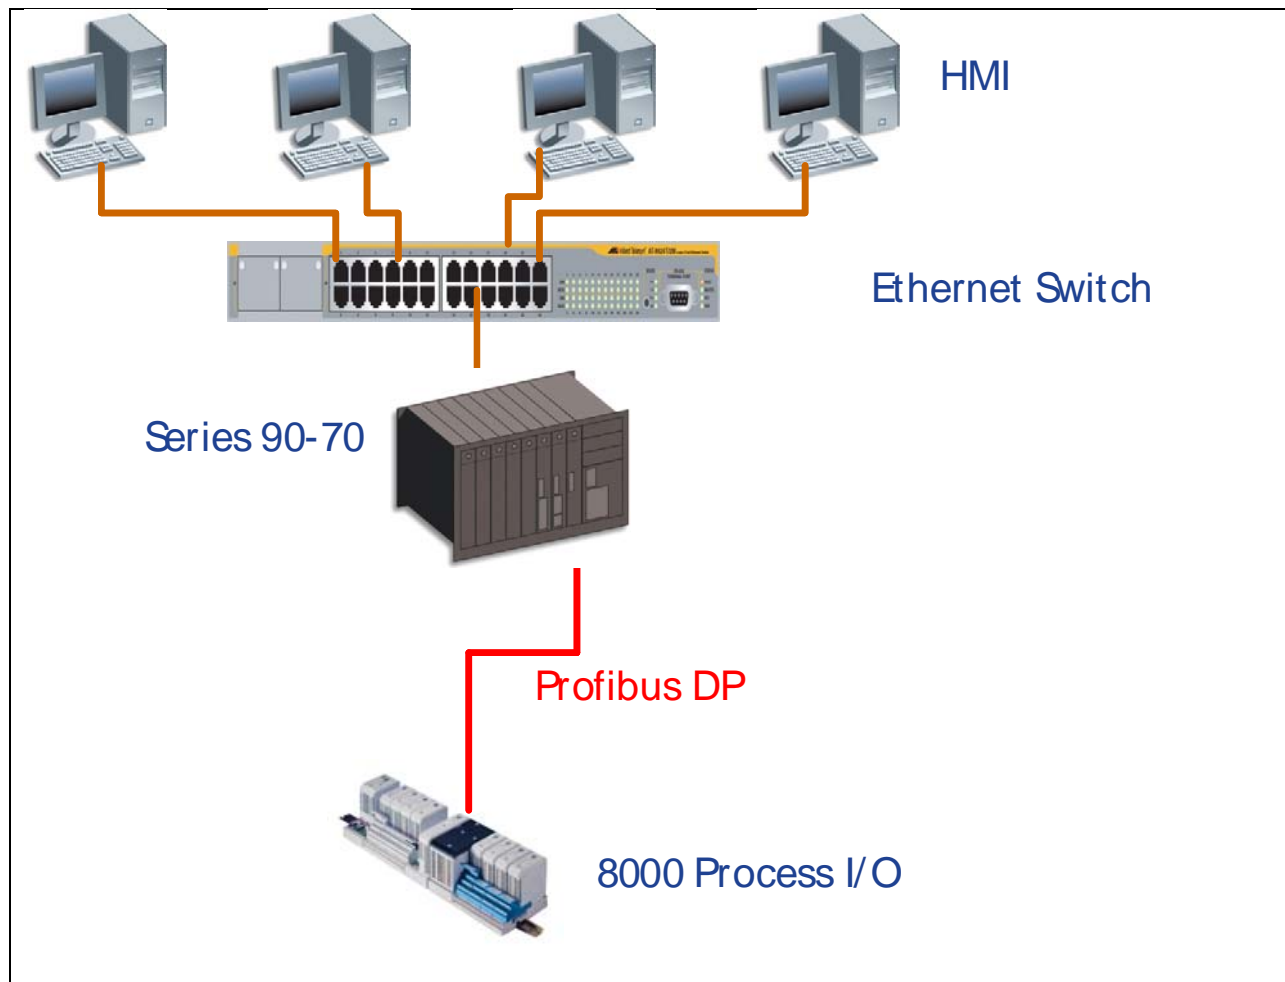 HMI
Ethernet Switch
Series 90-70
Profibus DP
8000 Process I/O